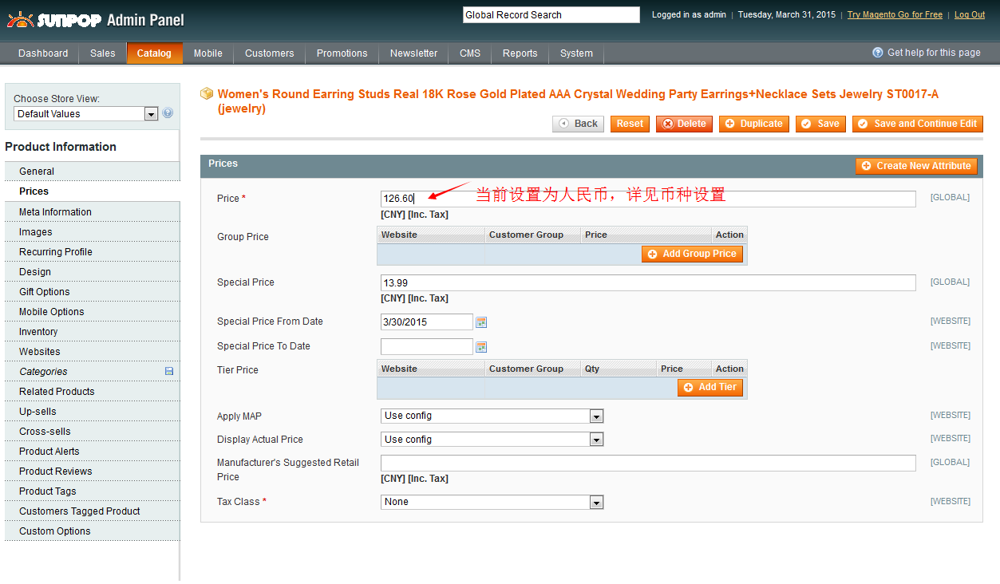 SUNPOP Admin Panel
Global Record Search
Logged in as admin | Tuesday, March 31, 2015 | Try Magento Go for Free | Log Out
Dashboard Sales Catalog Mobile Customers Promotions Newsletter CMS Reports System
Get help for this page
Choose Store View:
Default Values
Product Information
General
Prices
Meta Information
Images
Recurring Profile
Design
Gift Options
Mobile Options
Inventory
Websites
Categories
Related Products
Up-sells
Cross-sells
Product Alerts
Product Reviews
Product Tags
Customers Tagged Product
Custom Options
Women's Round Earring Studs Real 18K Rose Gold Plated AAA Crystal Wedding Party Earrings+Necklace Sets Jewelry ST0017-A
(jewelry)
Back Reset Delete Duplicate Save Save and Continue Edit
Prices
Create New Attribute
Price * 126.60 当前设置为人民币，详见币种设置 [GLOBAL]
[CNY] [Inc. Tax]
Group Price
Website Customer Group Price Action
Add Group Price
Special Price 13.99 [GLOBAL]
[CNY] [Inc. Tax]
Special Price From Date 3/30/2015 [WEBSITE]
Special Price To Date [WEBSITE]
Tier Price
Website Customer Group Qty Price Action
Add Tier
Apply MAP Use config [WEBSITE]
Display Actual Price Use config [WEBSITE]
Manufacturer's Suggested Retail [GLOBAL]
Price
[CNY] [Inc. Tax]
Tax Class * None [WEBSITE]